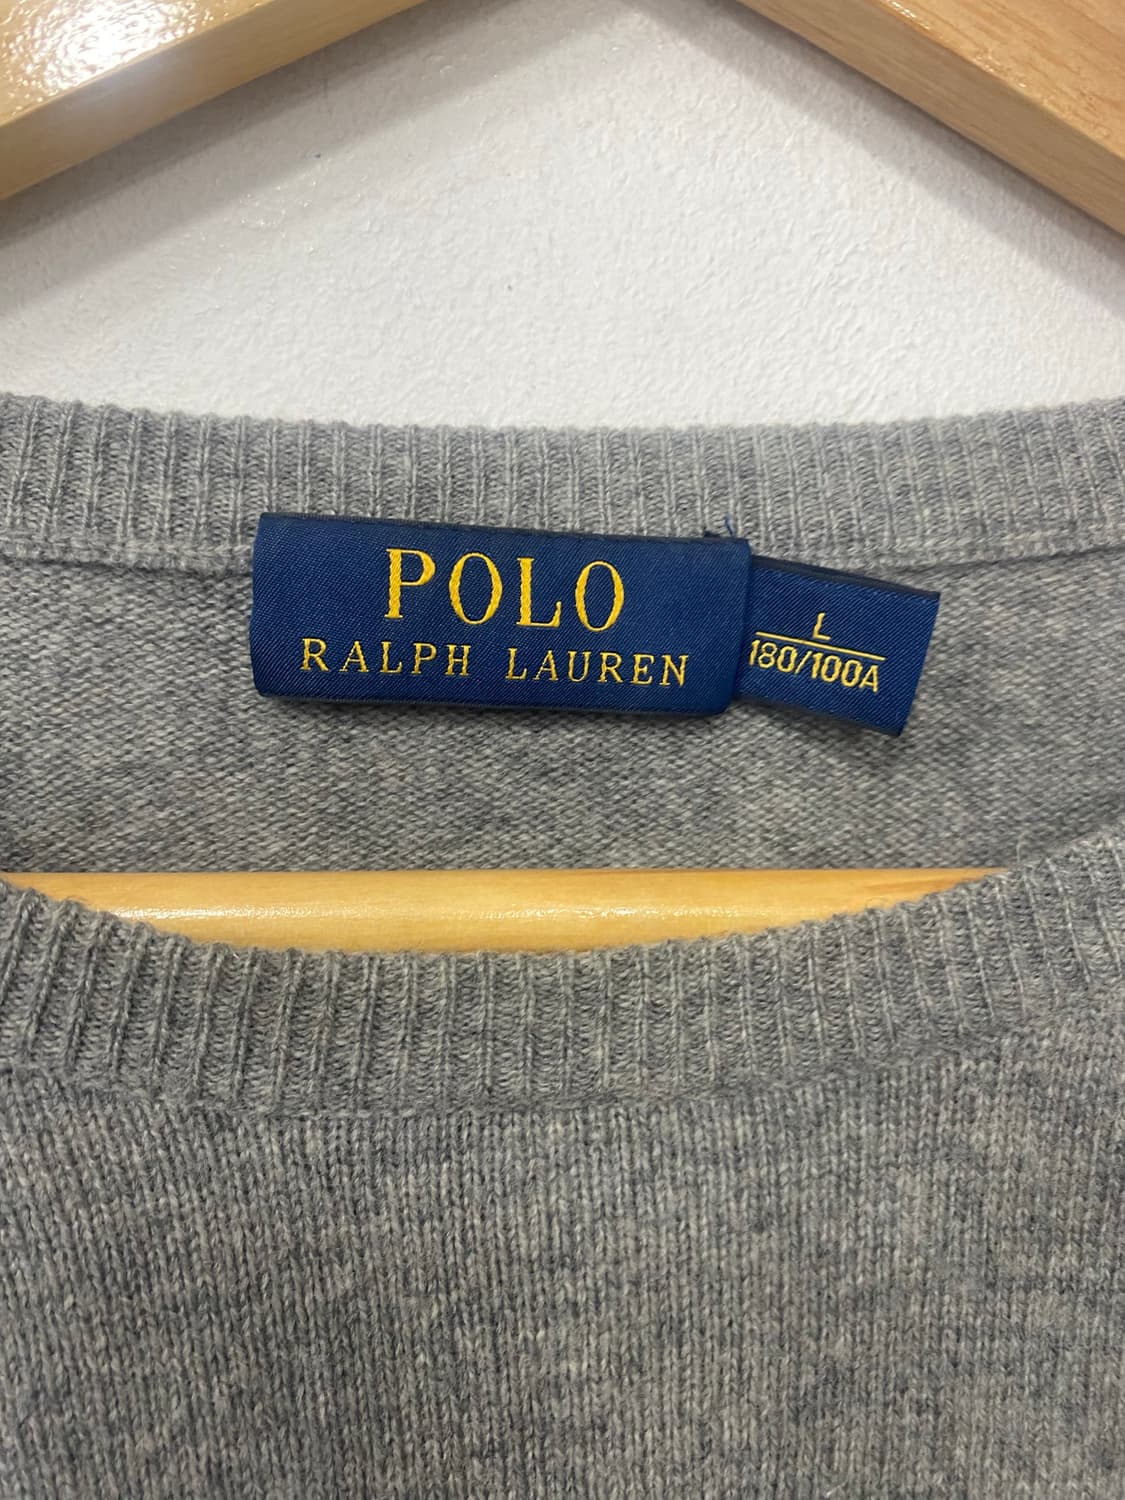 POLO
RALPH LAUREN
L
180/100A